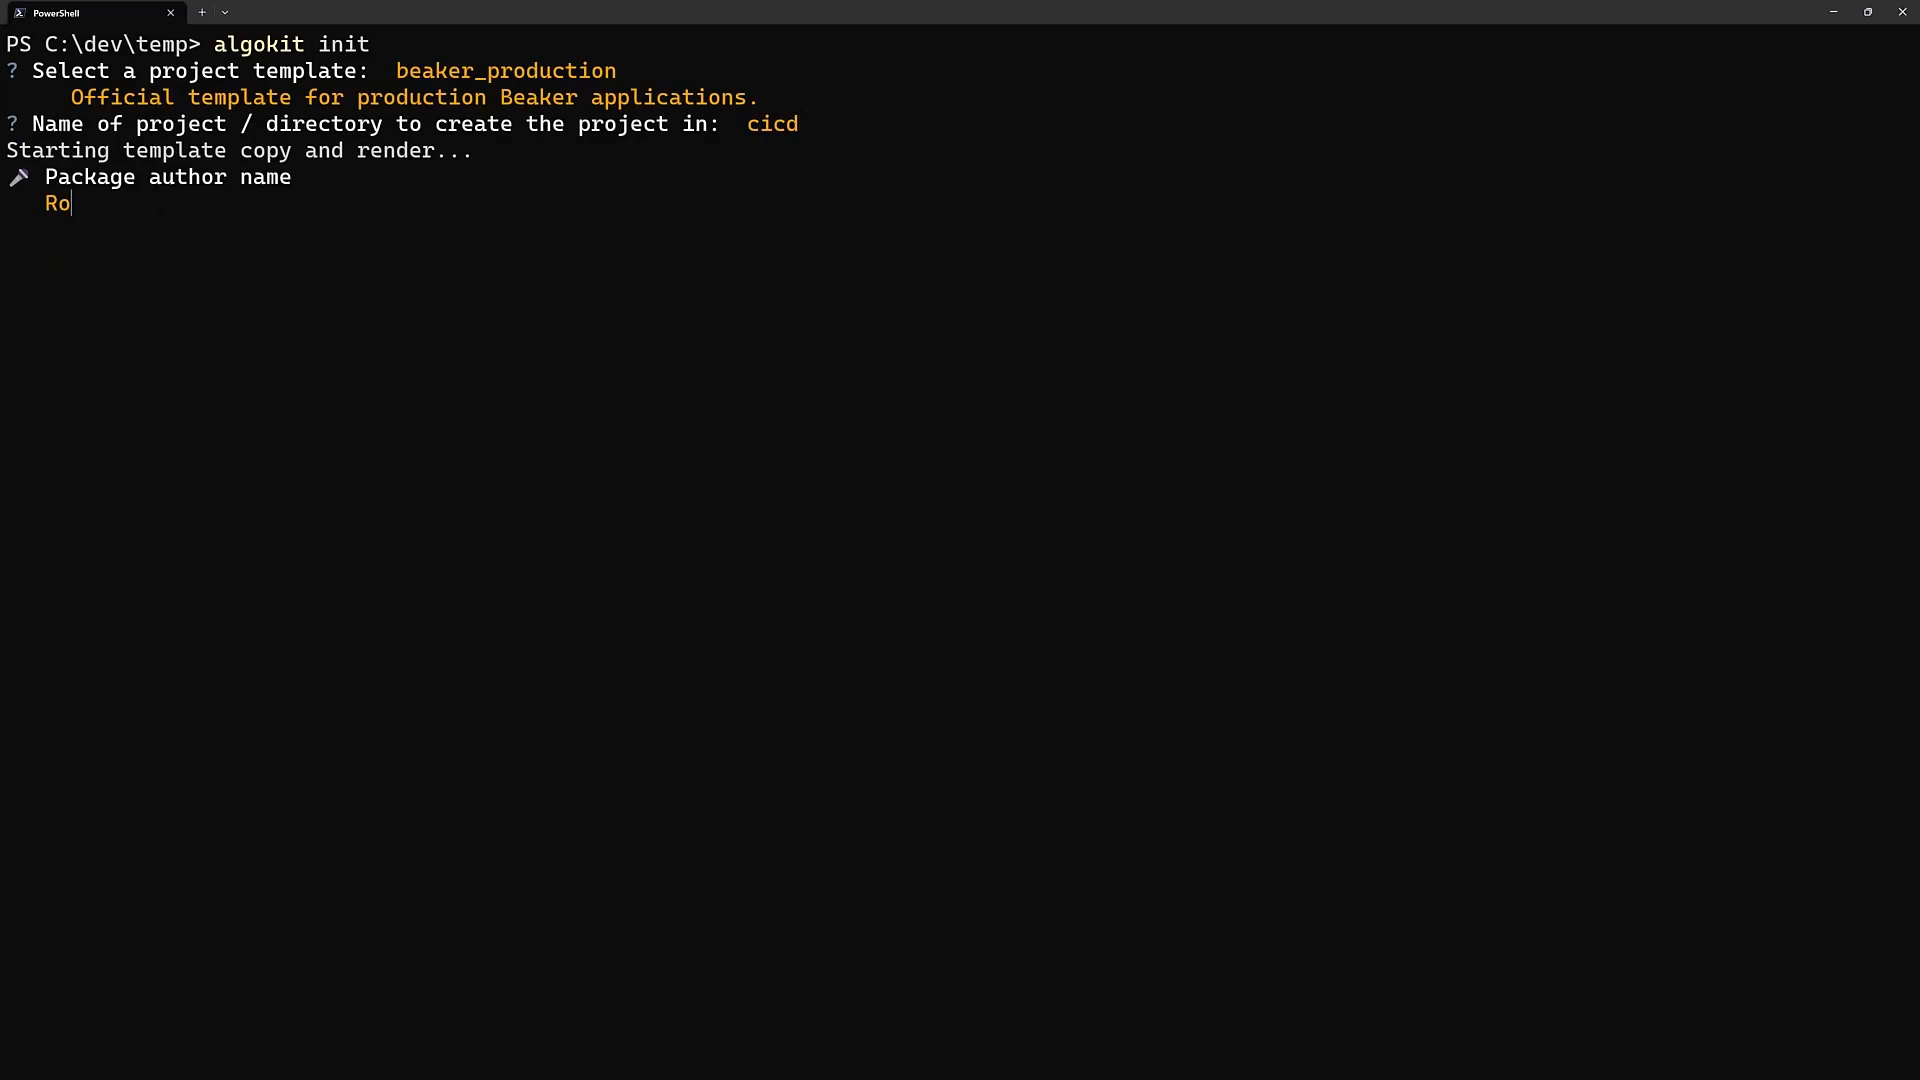 PowerShell
PS C:\dev\temp> algokit init
? Select a project template:  beaker_production
Official template for production Beaker applications.
? Name of project / directory to create the project in:  cicd
Starting template copy and render...
🎤 Package author name
Ro